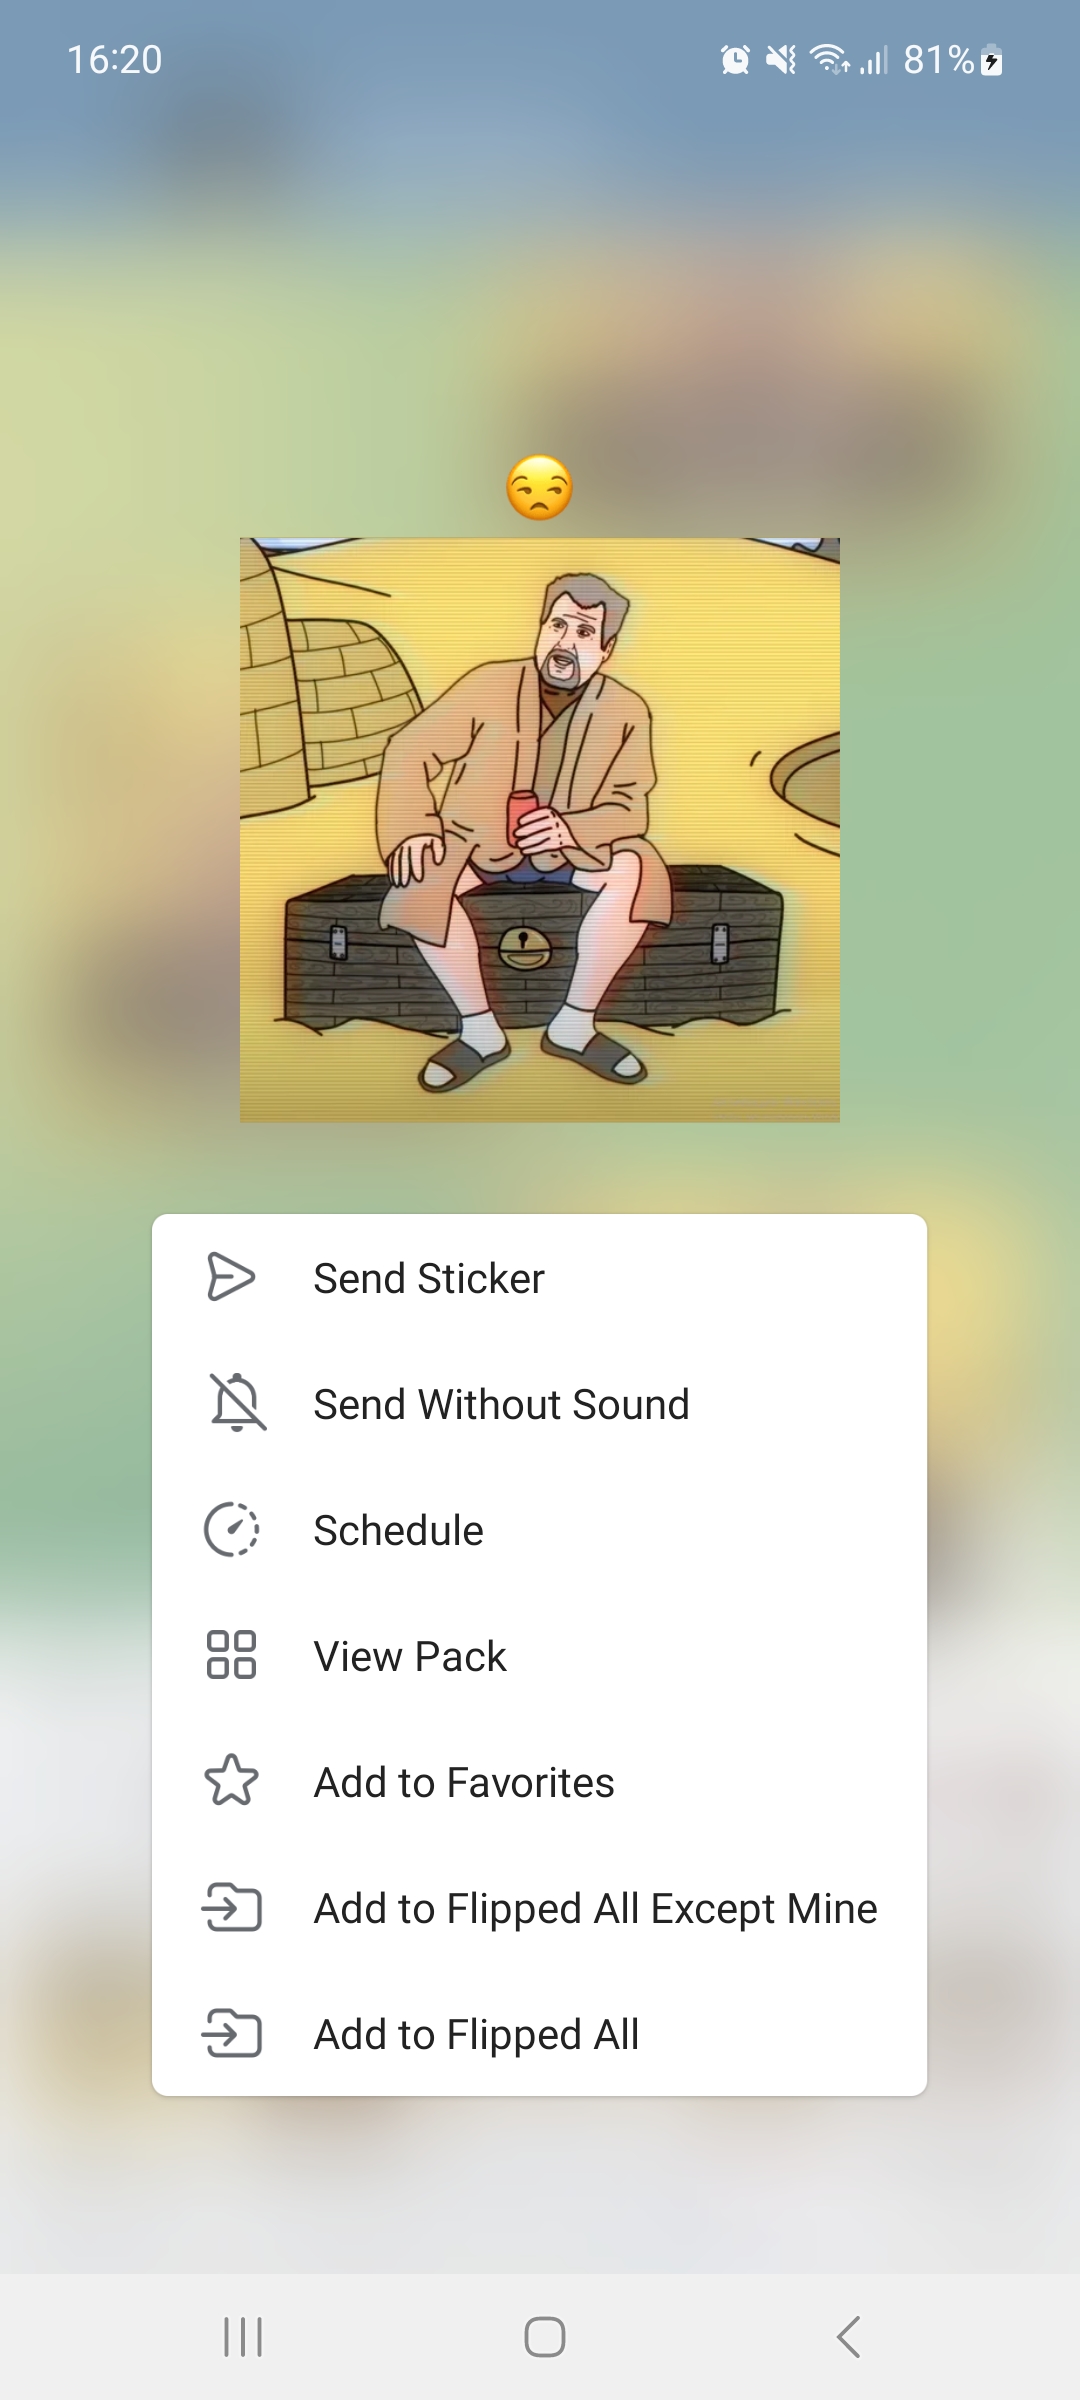 16:20
81%
Send Sticker
Send Without Sound
Schedule
View Pack
Add to Favorites
Add to Flipped All Except Mine
Add to Flipped All